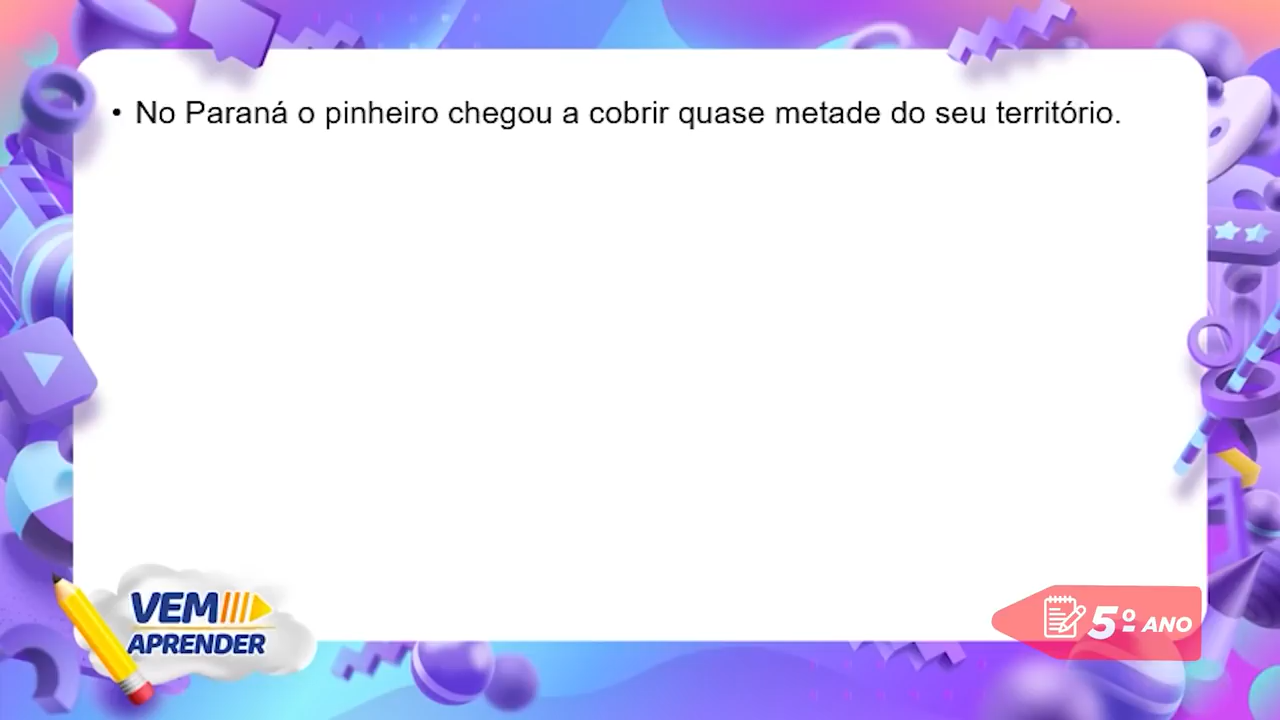 • No Paraná o pinheiro chegou a cobrir quase metade do seu território.
VEM
APRENDER
5º ANO